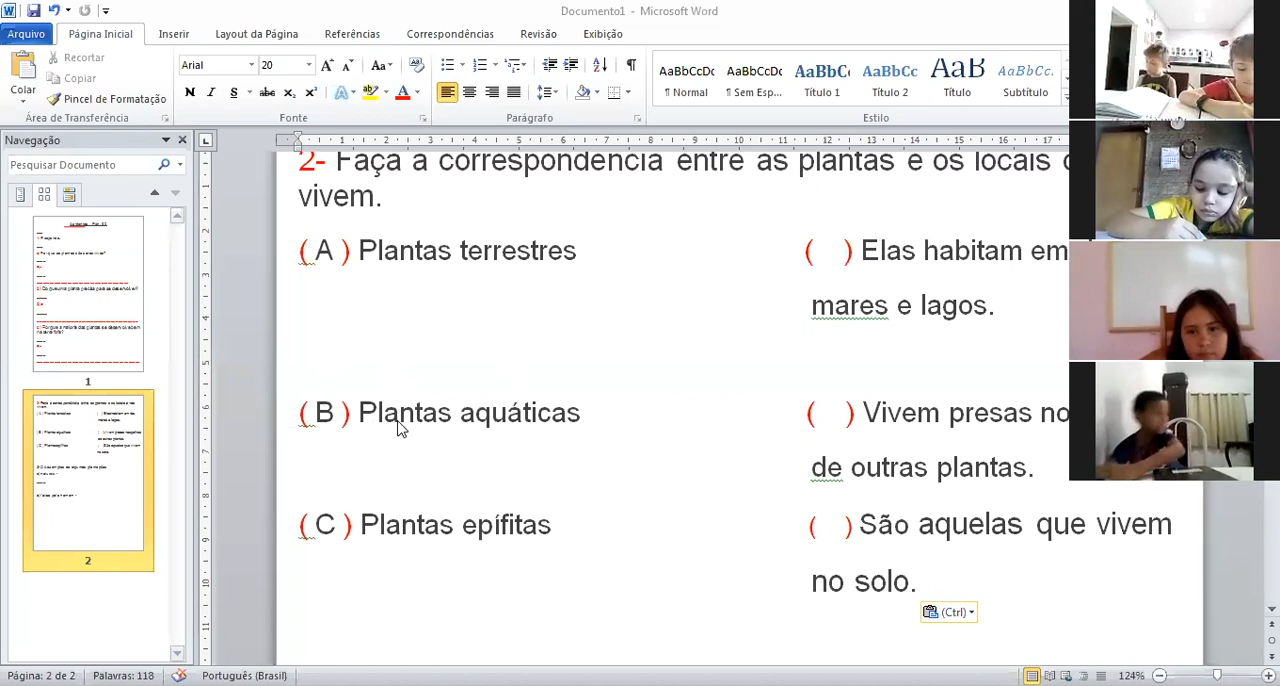 Documento1 - Microsoft Word
Arquivo Página Inicial Inserir Layout da Página Referências Correspondências Revisão Exibição
Colar Recortar
Copiar
Pincel de Formatação
Área de Transferência
Arial 20
Fonte
Parágrafo
AaBbCcDc AaBbCcDc AaBbC AaBbCc AaB AaBbCc.
¶ Normal ¶ Sem Esp... Título 1 Título 2 Título Subtítulo
Estilo
Navegação
Pesquisar Documento
1
2
2- Faça a correspondência entre as plantas e os locais
vivem.
( A ) Plantas terrestres ( ) Elas habitam em
mares e lagos.
( B ) Plantas aquáticas ( ) Vivem presas
de outras plantas.
( C ) Plantas epífitas ( ) São aquelas que vivem
no solo.
(Ctrl)
Página: 2 de 2 Palavras: 118 Português (Brasil) 124%